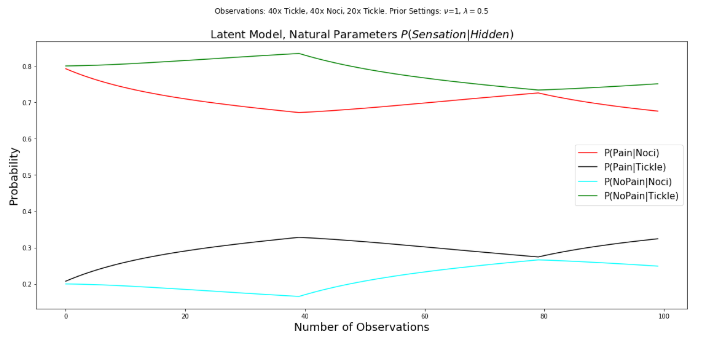 Observations: 40x Tickle, 40x Noci, 20x Tickle. Prior Settings: ν=1, λ = 0.5
Latent Model, Natural Parameters P(Sensation|Hidden)
Probability
0.8
0.7
0.6
0.5
0.4
0.3
0.2
P(Pain|Noci)
P(Pain|Tickle)
P(NoPain|Noci)
P(NoPain|Tickle)
0 20 40 60 80 100
Number of Observations